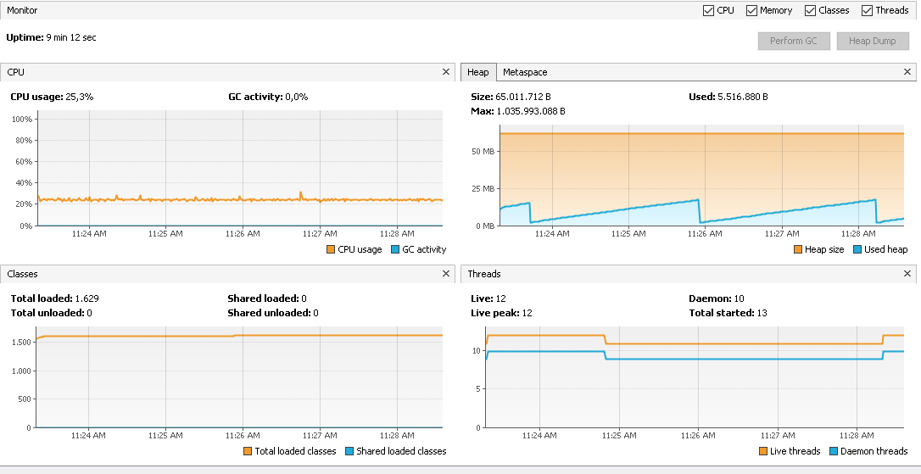 Monitor
CPU Memory Classes Threads
Uptime: 9 min 12 sec
Perform GC Heap Dump
CPU
CPU usage: 25,3% GC activity: 0,0%
100%
80%
60%
40%
20%
0%
11:24 AM 11:25 AM 11:26 AM 11:27 AM 11:28 AM
CPU usage GC activity
Heap Metaspace
Size: 65.011.712 B Used: 5.516.880 B
Max: 1.035.993.088 B
50 MB
25 MB
0 MB
11:24 AM 11:25 AM 11:26 AM 11:27 AM 11:28 AM
Heap size Used heap
Classes
Total loaded: 1.629 Shared loaded: 0
Total unloaded: 0 Shared unloaded: 0
1.500
1.000
500
0
11:24 AM 11:25 AM 11:26 AM 11:27 AM 11:28 AM
Total loaded classes Shared loaded classes
Threads
Live: 12 Daemon: 10
Live peak: 12 Total started: 13
10
5
0
11:24 AM 11:25 AM 11:26 AM 11:27 AM 11:28 AM
Live threads Daemon threads